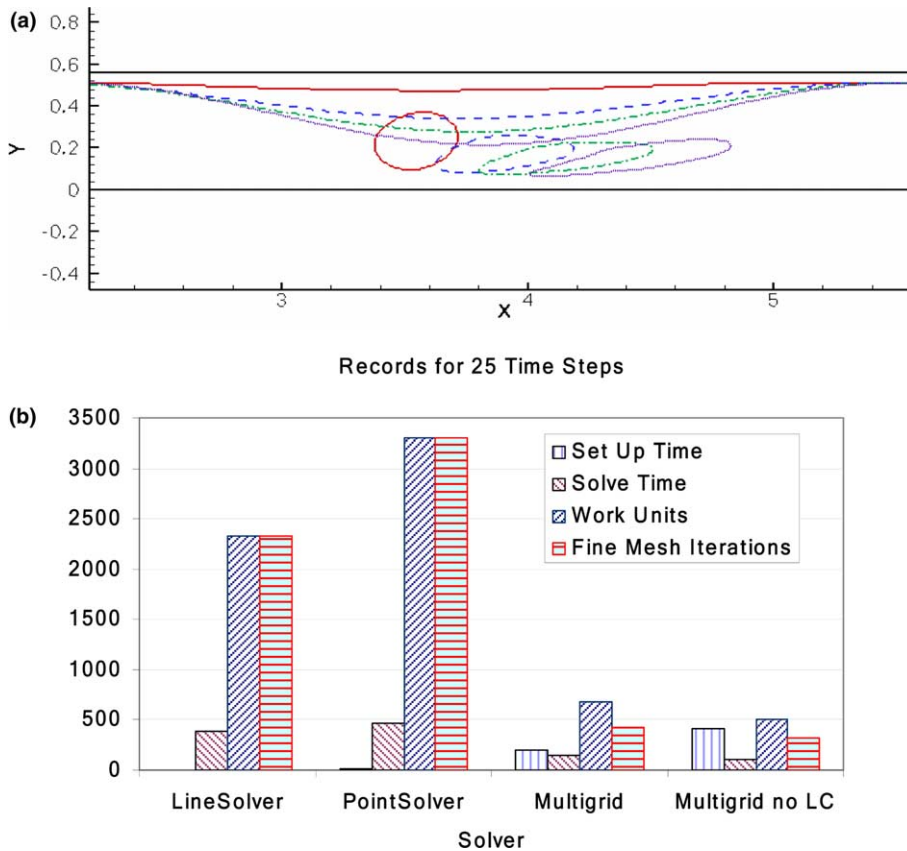 (a)
0.8
0.6
0.4
0.2
0
-0.2
-0.4
Y
3
4
5
X
Records for 25 Time Steps
(b)
3500
3000
2500
2000
1500
1000
500
0
Set Up Time
Solve Time
Work Units
Fine Mesh Iterations
LineSolver
PointSolver
Multigrid
Multigrid no LC
Solver